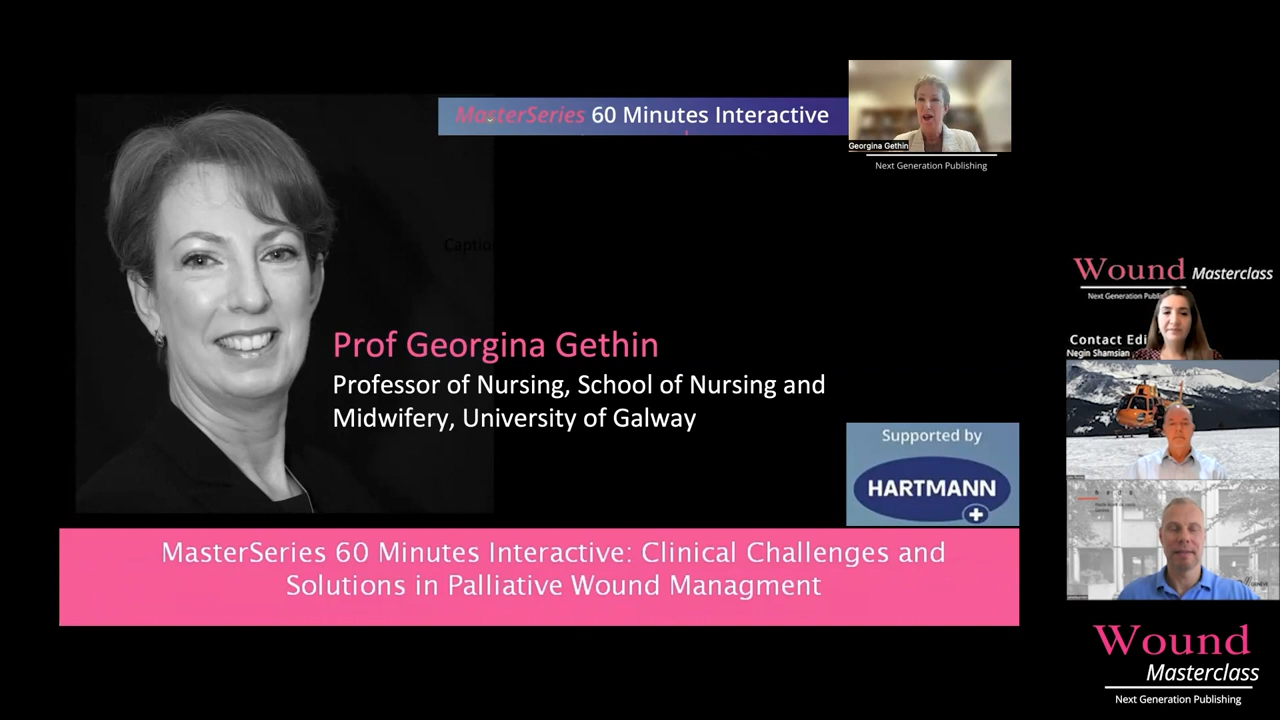 MasterSeries 60 Minutes Interactive
Georgina Gethin
Next Generation Publishing
Captio
Prof Georgina Gethin
Professor of Nursing, School of Nursing and
Midwifery, University of Galway
Supported by
HARTMANN
MasterSeries 60 Minutes Interactive: Clinical Challenges and
Solutions in Palliative Wound Managment
Wound Masterclass
Next Generation Publi
Contact Edi
Negin Shamsian
Wound
Masterclass
Next Generation Publishing